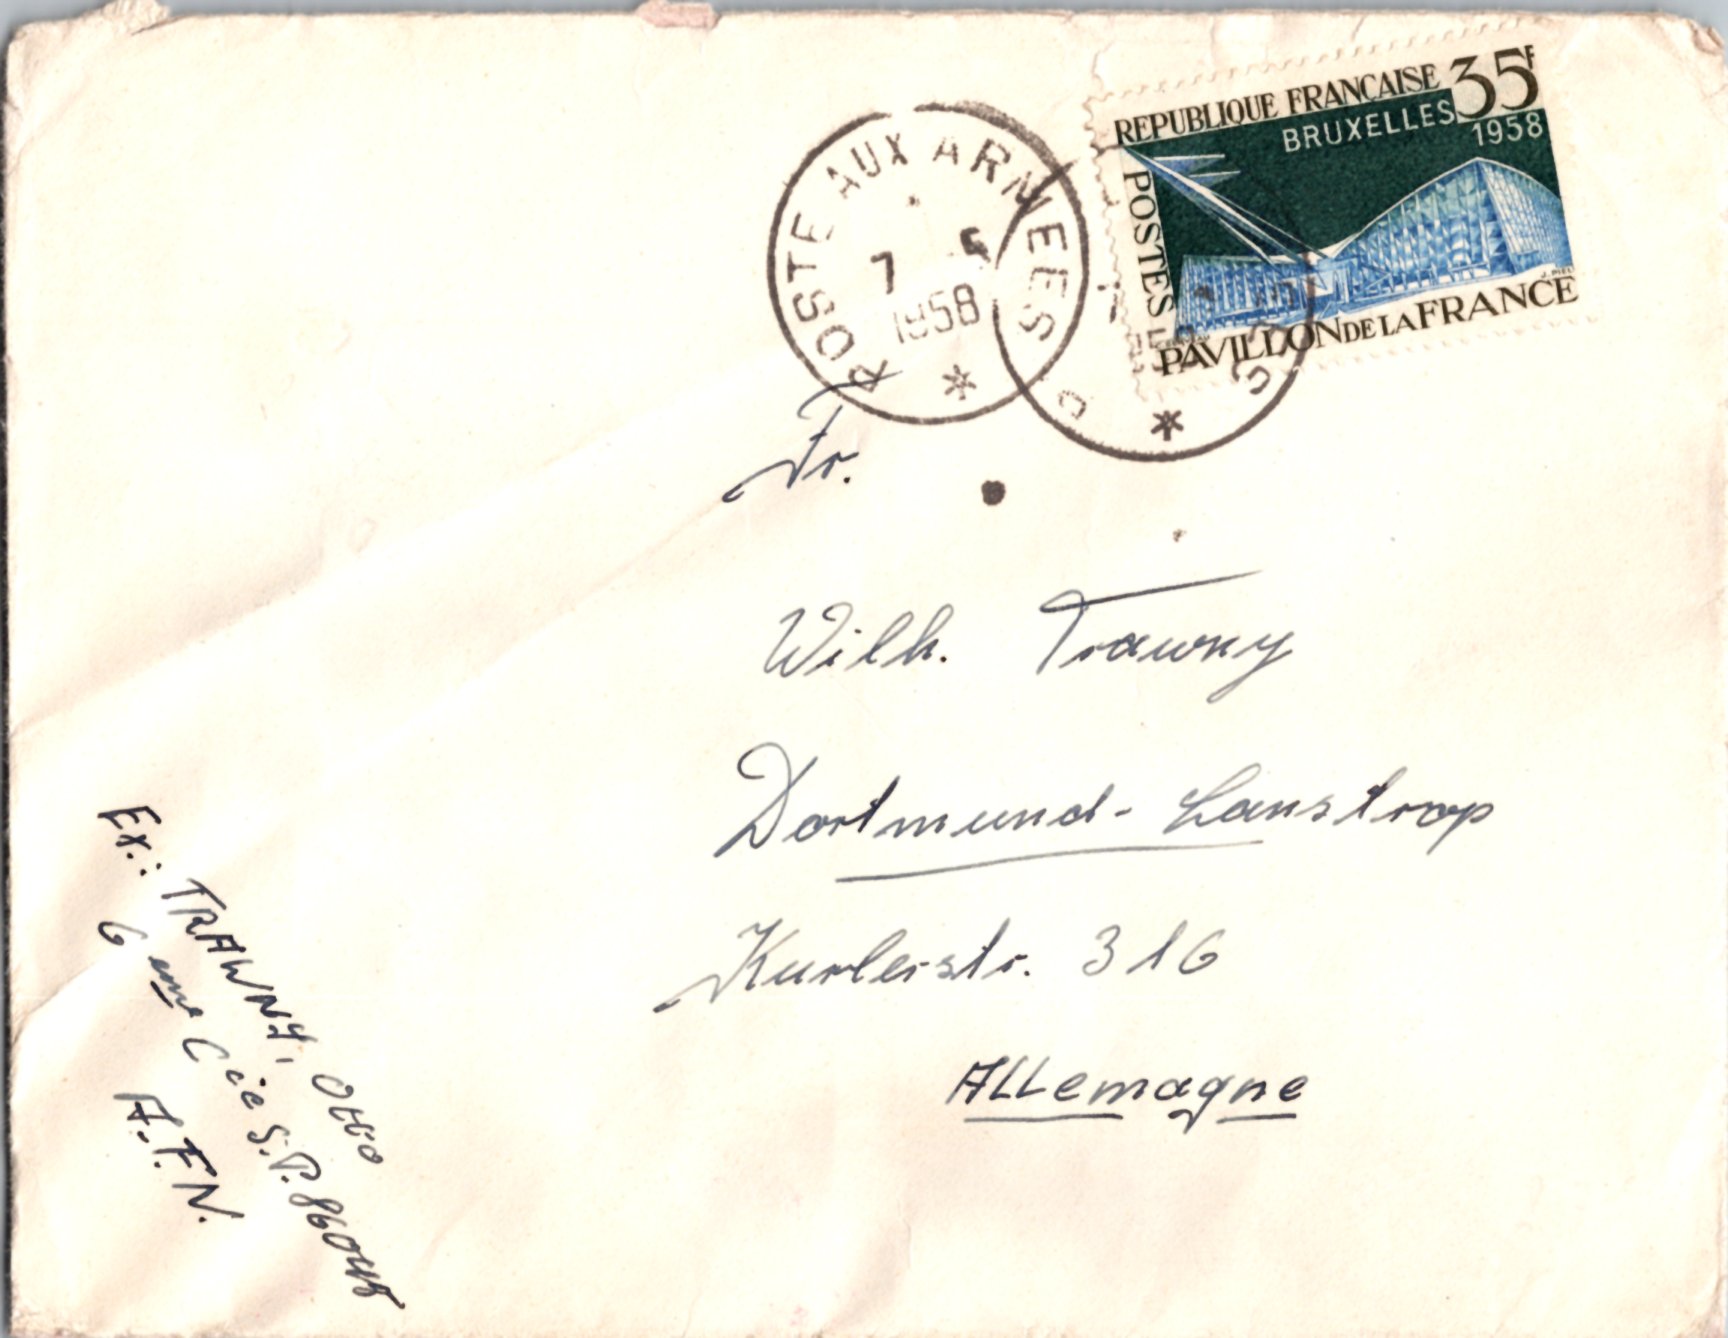 REPUBLIQUE FRANCAISE 35F
BRUXELLES
1958
POSTES
PAVILLON DE LA FRANCE
POSTE AUX ARMEES
7
1958
*
*
Fr.
Wilh. Trawny
Dortmund-Lanstrop
Kurlerstr. 316
Allemagne
Ex.: TRAWNY, Otto
6 eme Cie S.P. 86048
A.F.N.